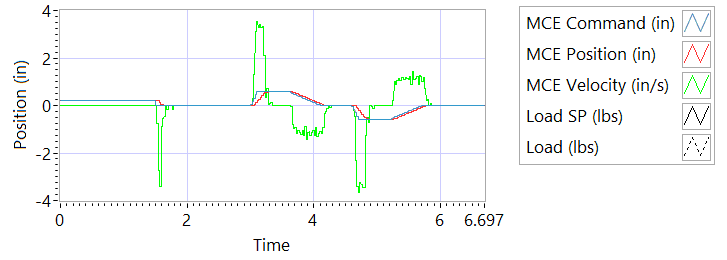 4
2
0
-2
-4
Position (in)
0
2
4
6
6.697
Time
MCE Command (in)
MCE Position (in)
MCE Velocity (in/s)
Load SP (lbs)
Load (lbs)